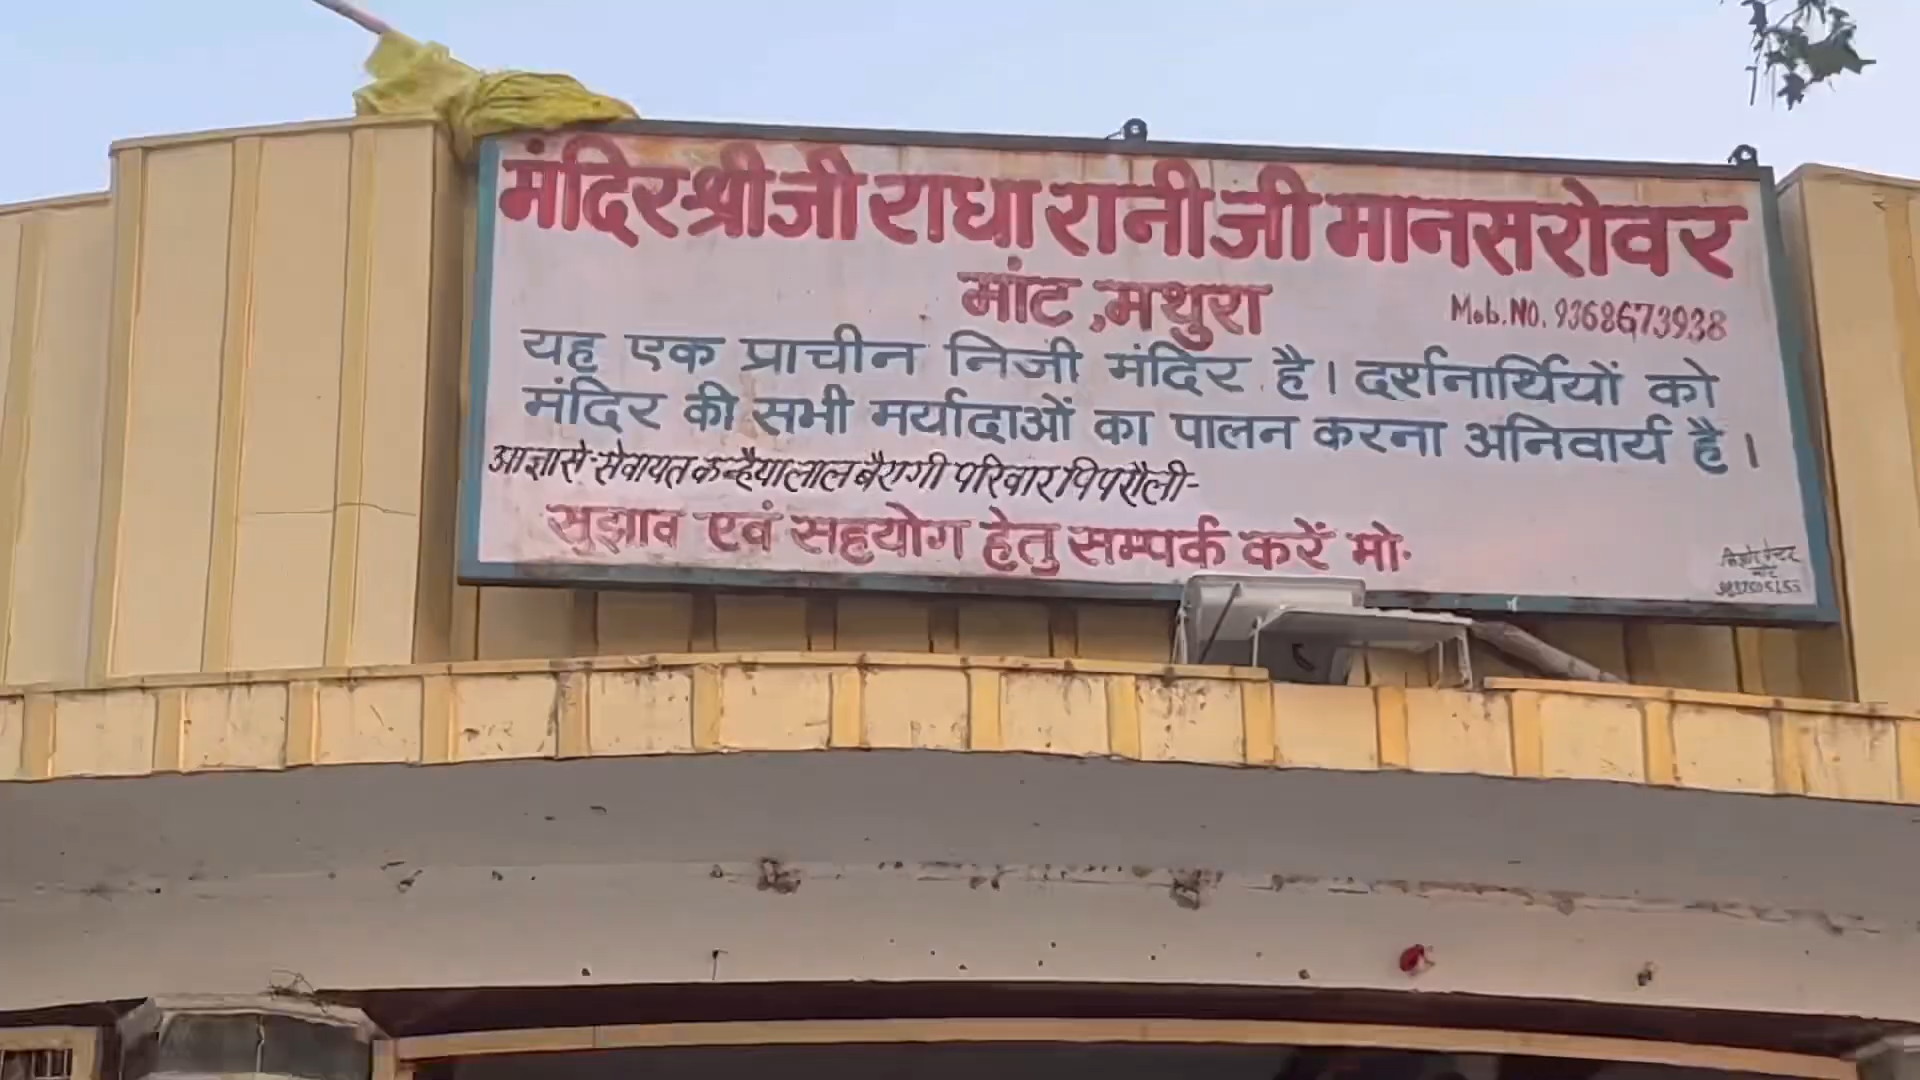 मंदिर श्री जी राधा रानी जी मानसरोवर
मांट, मथुरा
Mob. NO. 9368673938
यह एक प्राचीन निजी मंदिर है। दर्शनार्थियों को
मंदिर की सभी मर्यादाओं का पालन करना अनिवार्य है।
आज्ञा से - सेवायत कन्हैयालाल बैरागी परिवार पिपरौली -
सुझाव एवं सहयोग हेतु सम्पर्क करें मो.